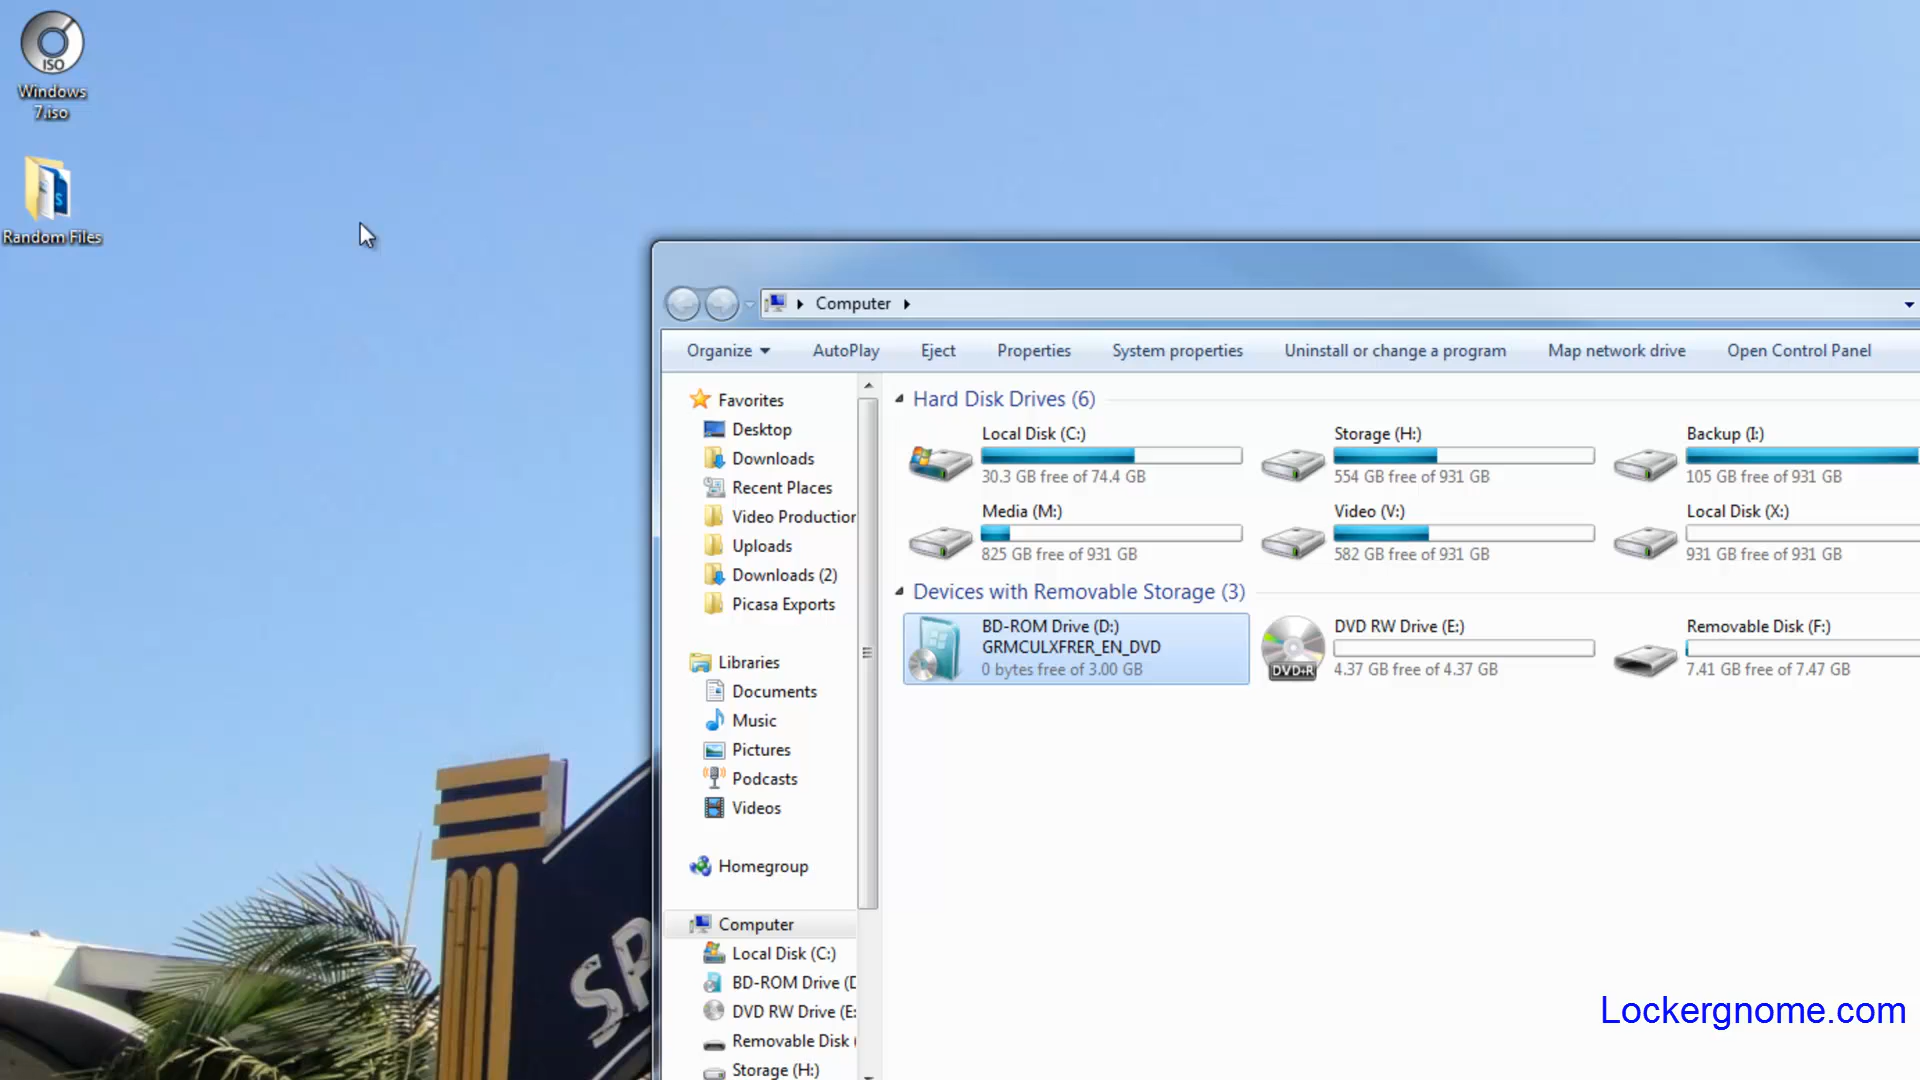 ISO
Windows
7.iso
Random Files
Computer
Organize
AutoPlay
Eject
Properties
System properties
Uninstall or change a program
Map network drive
Open Control Panel
Favorites
Desktop
Downloads
Recent Places
Video Production
Uploads
Downloads (2)
Picasa Exports
Libraries
Documents
Music
Pictures
Podcasts
Videos
Homegroup
Computer
Local Disk (C:)
BD-ROM Drive (D
DVD RW Drive (E:
Removable Disk (
Storage (H:)
Hard Disk Drives (6)
Local Disk (C:)
30.3 GB free of 74.4 GB
Storage (H:)
554 GB free of 931 GB
Backup (I:)
105 GB free of 931 GB
Media (M:)
825 GB free of 931 GB
Video (V:)
582 GB free of 931 GB
Local Disk (X:)
931 GB free of 931 GB
Devices with Removable Storage (3)
BD-ROM Drive (D:)
GRMCULXFRER_EN_DVD
0 bytes free of 3.00 GB
DVD RW Drive (E:)
DVD+R
4.37 GB free of 4.37 GB
Removable Disk (F:)
7.41 GB free of 7.47 GB
SP
Lockergnome.com